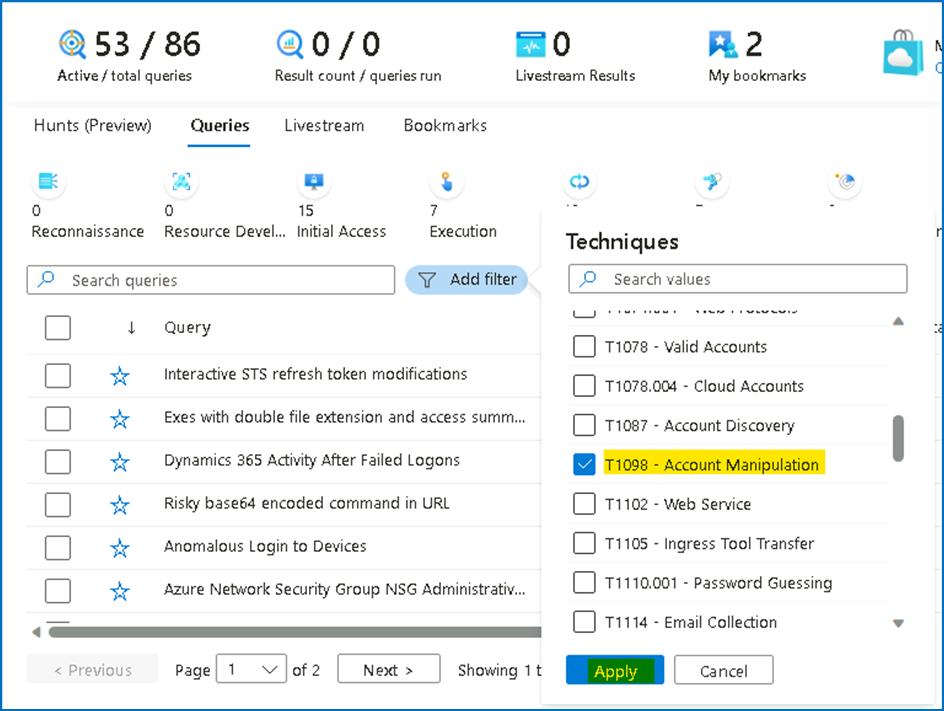 53 / 86
Active / total queries
0 / 0
Result count / queries run
0
Livestream Results
2
My bookmarks
Hunts (Preview)
Queries
Livestream
Bookmarks
0
Reconnaissance
0
Resource Devel...
15
Initial Access
7
Execution
Search queries
Add filter
↓ Query
Interactive STS refresh token modifications
Exes with double file extension and access summ...
Dynamics 365 Activity After Failed Logons
Risky base64 encoded command in URL
Anomalous Login to Devices
Azure Network Security Group NSG Administrativ...
< Previous
Page 1 of 2
Next >
Showing 1 t
Techniques
Search values
T1078 - Valid Accounts
T1078.004 - Cloud Accounts
T1087 - Account Discovery
T1098 - Account Manipulation
T1102 - Web Service
T1105 - Ingress Tool Transfer
T1110.001 - Password Guessing
T1114 - Email Collection
Apply
Cancel